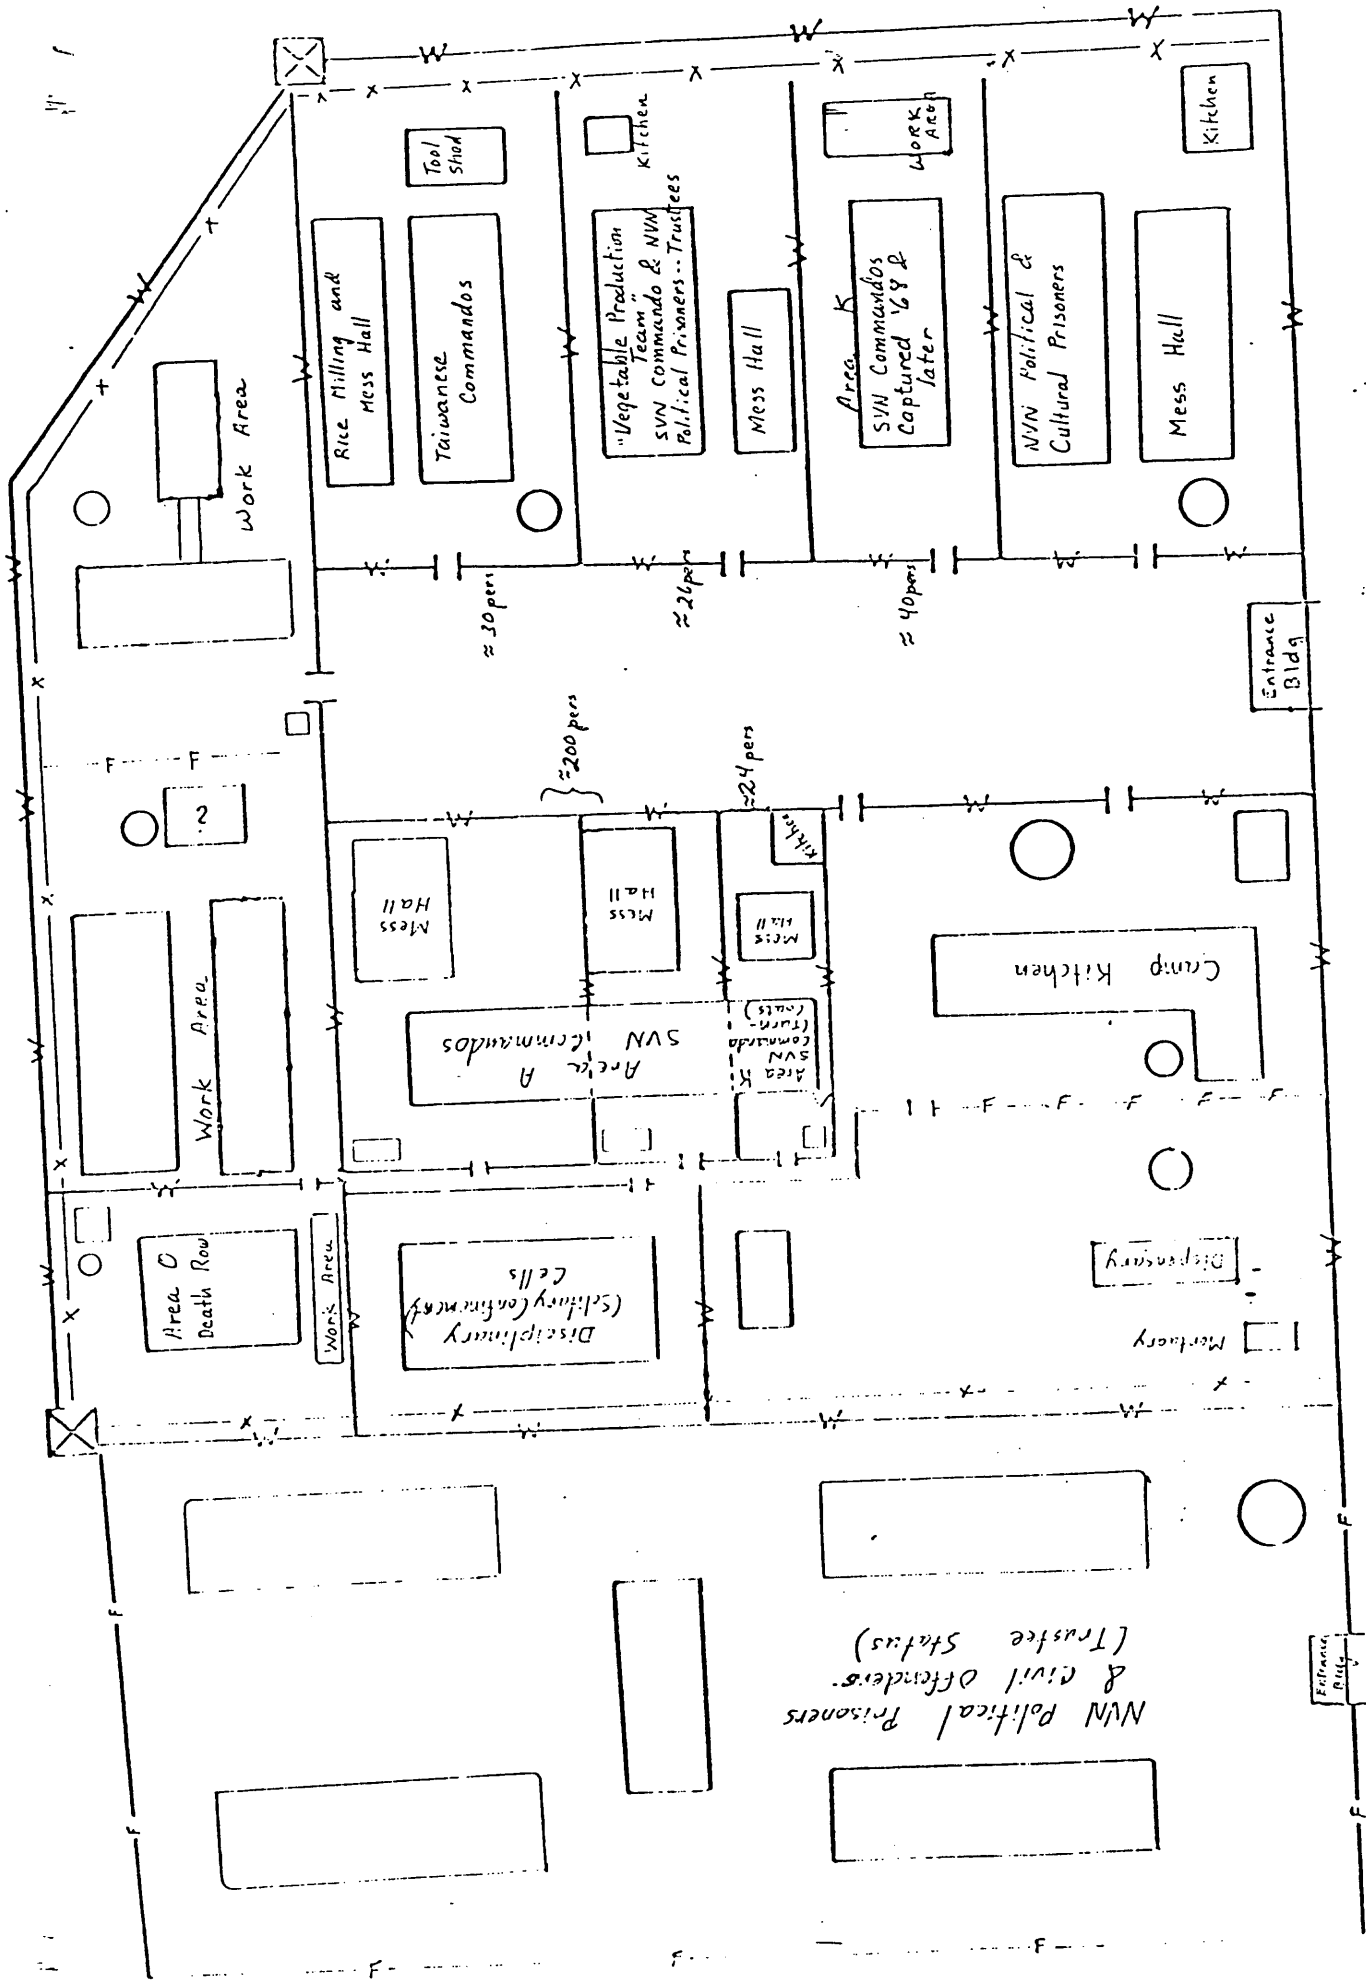 Tool
Shed
Rice Milling and
Mess Hall
Taiwanese
Commandos
Work Area
Kitchen
"Vegetable Production
Team"
SVN Commando & NVN
Political Prisoners -- Trustees
Mess Hall
WORK
AREA
Area K
SVN Commandos
Captured '68 &
later
Kitchen
NVN Political &
Cultural Prisoners
Mess Hall
≈ 30 pers
≈ 26 pers
≈ 40 pers
Entrance
Bldg
≈200 pers
≈24 pers
?
Work Area
Mess
Hall
Mess
Hall
Mess
Hall
Kitchen
Area A
SVN Commandos
Area K
SVN
Commando
(Turn-
Coats)
Camp Kitchen
Area O
Death Row
Work Area
Disciplinary
(Solitary Confinement)
Cells
Dispensary
Mortuary
NVN Political Prisoners
& Civil Offenders
(Trustee Status)
Entrance
Bldg
W
X
F